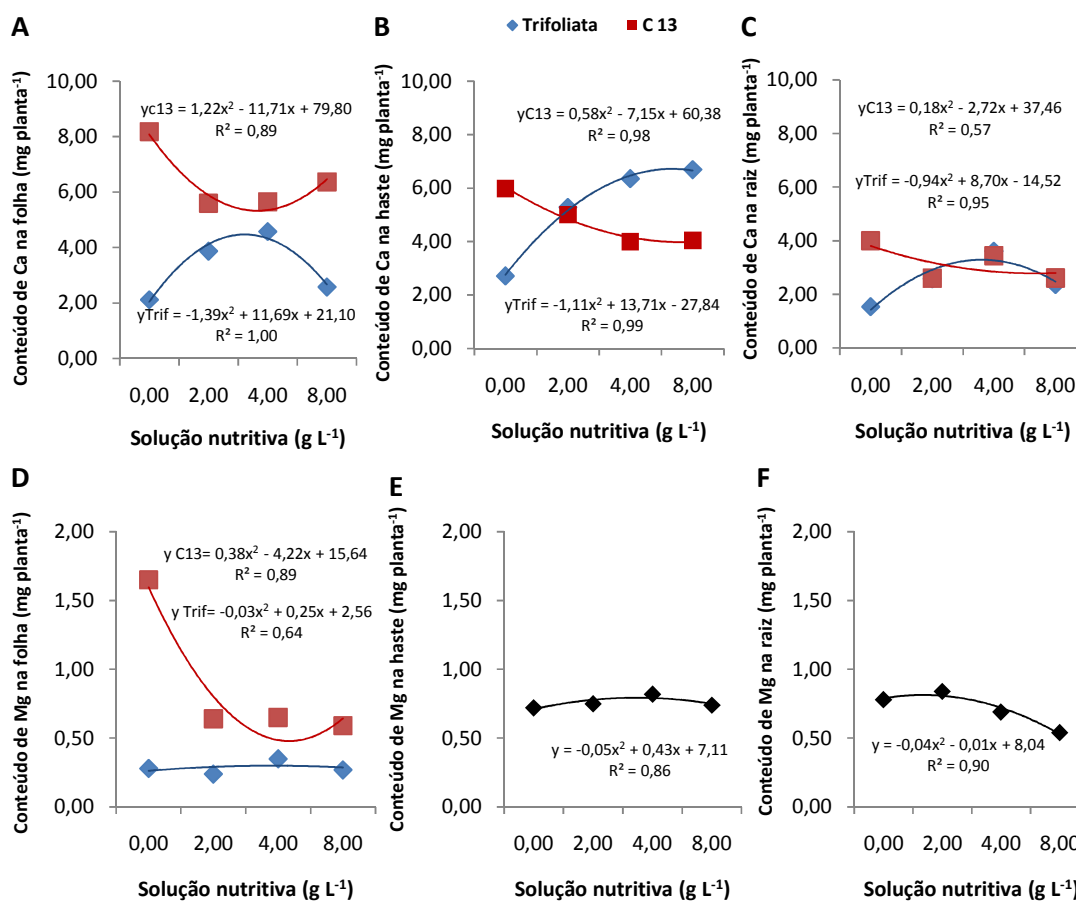 A
B
Trifoliata
C 13
C
Conteúdo de Ca na folha (mg planta-1)
10,00
8,00
6,00
4,00
2,00
0,00
yc13 = 1,22x2 - 11,71x + 79,80
R² = 0,89
yTrif = -1,39x2 + 11,69x + 21,10
R² = 1,00
0,00 2,00 4,00 8,00
Solução nutritiva (g L-1)
Conteúdo de Ca na haste (mg planta-1)
10,00
8,00
6,00
4,00
2,00
0,00
yC13 = 0,58x2 - 7,15x + 60,38
R² = 0,98
yTrif = -1,11x2 + 13,71x - 27,84
R² = 0,99
0,00 2,00 4,00 8,00
Solução nutritiva (g L-1)
Conteúdo de Ca na raiz (mg planta-1)
10,00
8,00
6,00
4,00
2,00
0,00
yC13 = 0,18x2 - 2,72x + 37,46
R² = 0,57
yTrif = -0,94x2 + 8,70x - 14,52
R² = 0,95
0,00 2,00 4,00 8,00
Solução nutritiva (g L-1)
D
E
F
Conteúdo de Mg na folha (mg planta-1)
2,00
1,50
1,00
0,50
0,00
y C13= 0,38x2 - 4,22x + 15,64
R² = 0,89
y Trif= -0,03x2 + 0,25x + 2,56
R² = 0,64
0,00 2,00 4,00 8,00
Solução nutritiva (g L-1)
Conteúdo de Mg na haste (mg planta-1)
2,00
1,50
1,00
0,50
0,00
y = -0,05x2 + 0,43x + 7,11
R² = 0,86
0,00 2,00 4,00 8,00
Solução nutritiva (g L-1)
Conteúdo de Mg na raiz (mg planta-1)
2,00
1,50
1,00
0,50
0,00
y = -0,04x2 - 0,01x + 8,04
R² = 0,90
0,00 2,00 4,00 8,00
Solução nutritiva (g L-1)